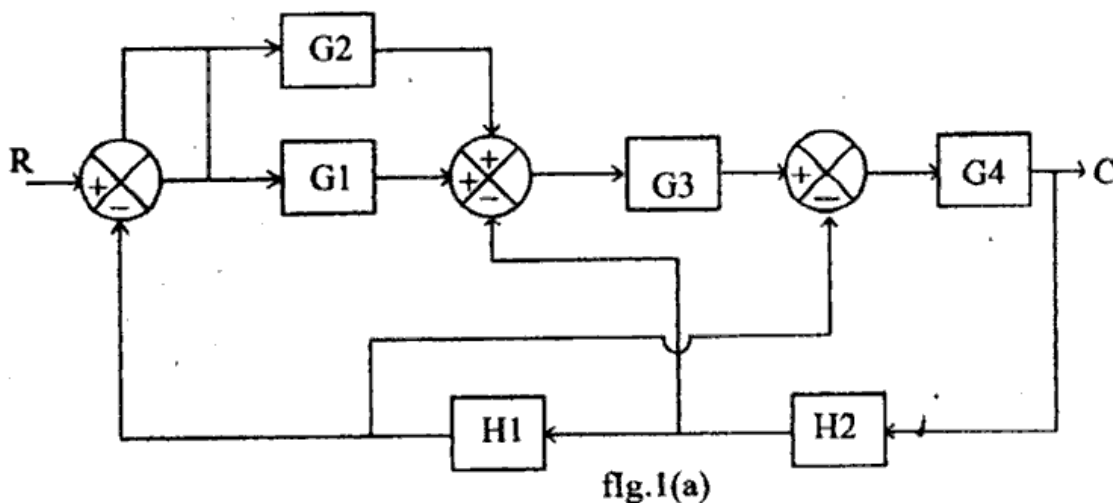 G2
R + − G1 + + − G3 + − G4 C
H1 H2
fIg.1(a)